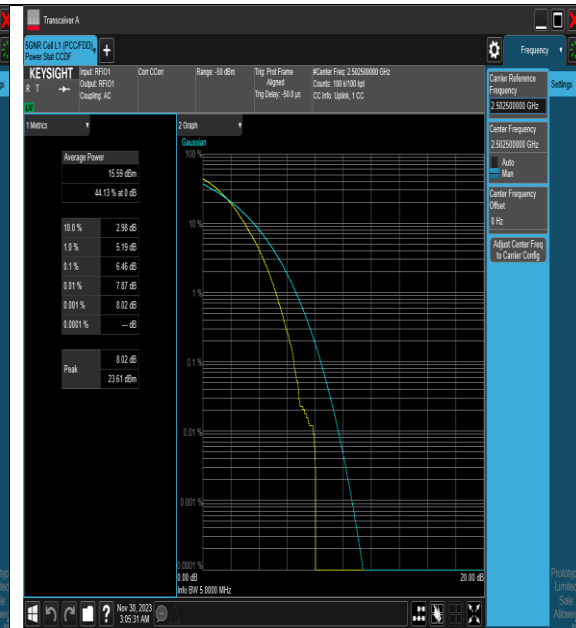 Transceiver A
5GNR Cell L1 (PCC/FDD),
Power Stat CCDF
Frequency
Settings
KEYSIGHT
R T
LW
Input: RFIO1
Output: RFIO1
Coupling: AC
Corr CCorr
Range: -50 dBm
Trig: Prot Frame
Aligned
Trig Delay: -50.0 µs
#Center Freq: 2.502500000 GHz
Counts: 100 k/100 kpt
CC Info: Uplink, 1 CC
Carrier Reference
Frequency
2.502500000 GHz
Center Frequency
2.502500000 GHz
Auto
Man
Center Frequency
Offset
0 Hz
Adjust Center Freq
to Carrier Config
1 Metrics
Average Power
15.59 dBm
44.13 % at 0 dB
10.0 % 2.98 dB
1.0 % 5.19 dB
0.1 % 6.46 dB
0.01 % 7.87 dB
0.001 % 8.02 dB
0.0001 % --- dB
Peak
8.02 dB
23.61 dBm
2 Graph
Gaussian
100 %
10 %
1 %
0.1 %
0.01 %
0.001 %
0.0001 %
0.00 dB
20.00 dB
Info BW 5.0000 MHz
Nov 30, 2023
3:05:31 AM